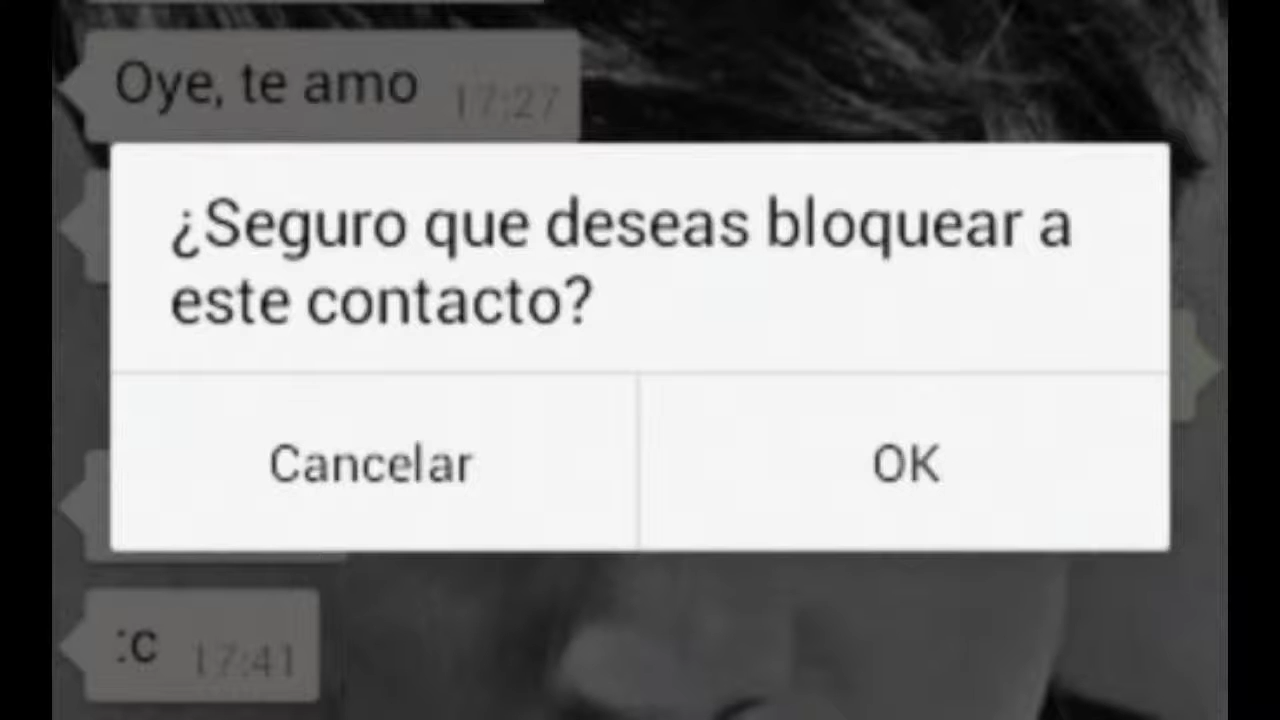 Oye, te amo 17:27
¿Seguro que deseas bloquear a
este contacto?
Cancelar OK
:c 17:41